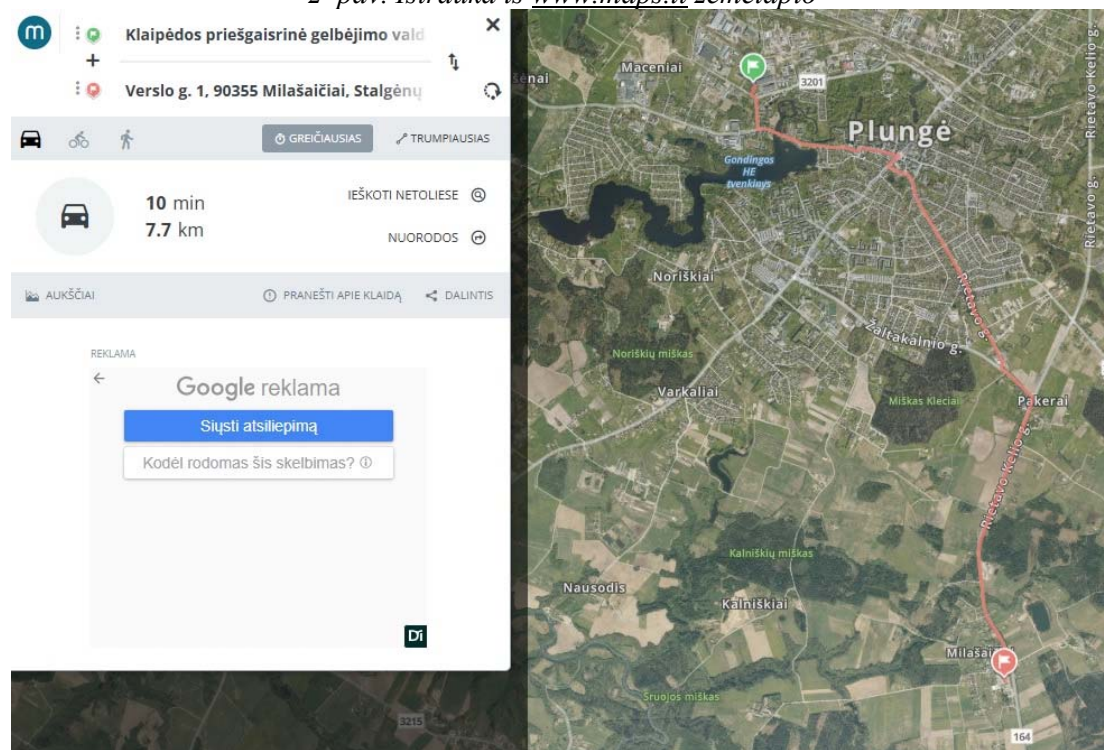 2 pav. Ištrauka iš www.maps.lt žemėlapio
m
Klaipėdos priešgaisrinė gelbėjimo vald
+
Verslo g. 1, 90355 Milašaičiai, Stalgėnų
GREIČIAUSIAS
TRUMPIAUSIAS
10 min
7.7 km
IEŠKOTI NETOLIESE
NUORODOS
AUKŠČIAI
PRANEŠTI APIE KLAIDĄ
DALINTIS
REKLAMA
Google reklama
Siųsti atsiliepimą
Kodėl rodomas šis skelbimas?
Di
Maceniai
3201
Plungė
Gondingos
HE
tvenkinys
Noriškiai
Rietavo g.
Rietavo-Kelio g.
Rietavo g.
Žaltakalnio g.
Noriškių miškas
Varkaliai
Miškas Kleciai
Pakerai
Rietavo Kelio g.
Kalniškių miškas
Nausodis
Kalniškiai
Sruojos miškas
3215
164